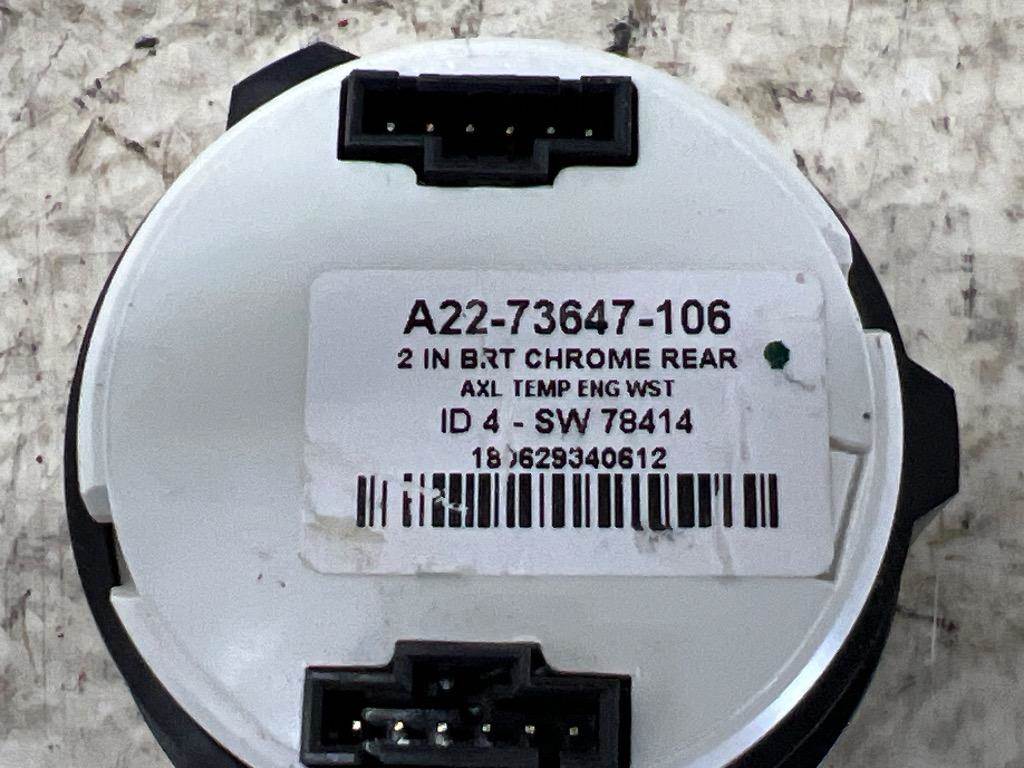 A22-73647-106
2 IN BRT CHROME REAR
AXL TEMP ENG WST
ID 4 - SW 78414